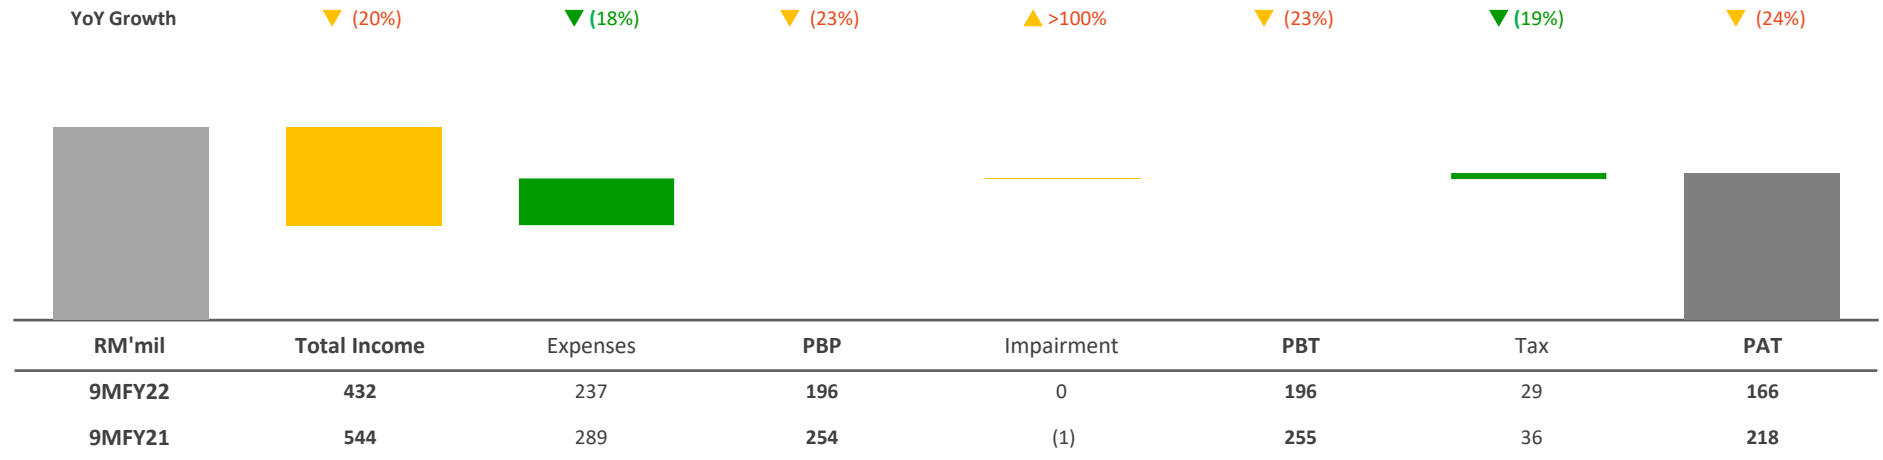 YoY Growth ▼ (20%) ▼ (18%) ▼ (23%) ▲ >100% ▼ (23%) ▼ (19%) ▼ (24%)
RM'mil Total Income Expenses PBP Impairment PBT Tax PAT
9MFY22 432 237 196 0 196 29 166
9MFY21 544 289 254 (1) 255 36 218